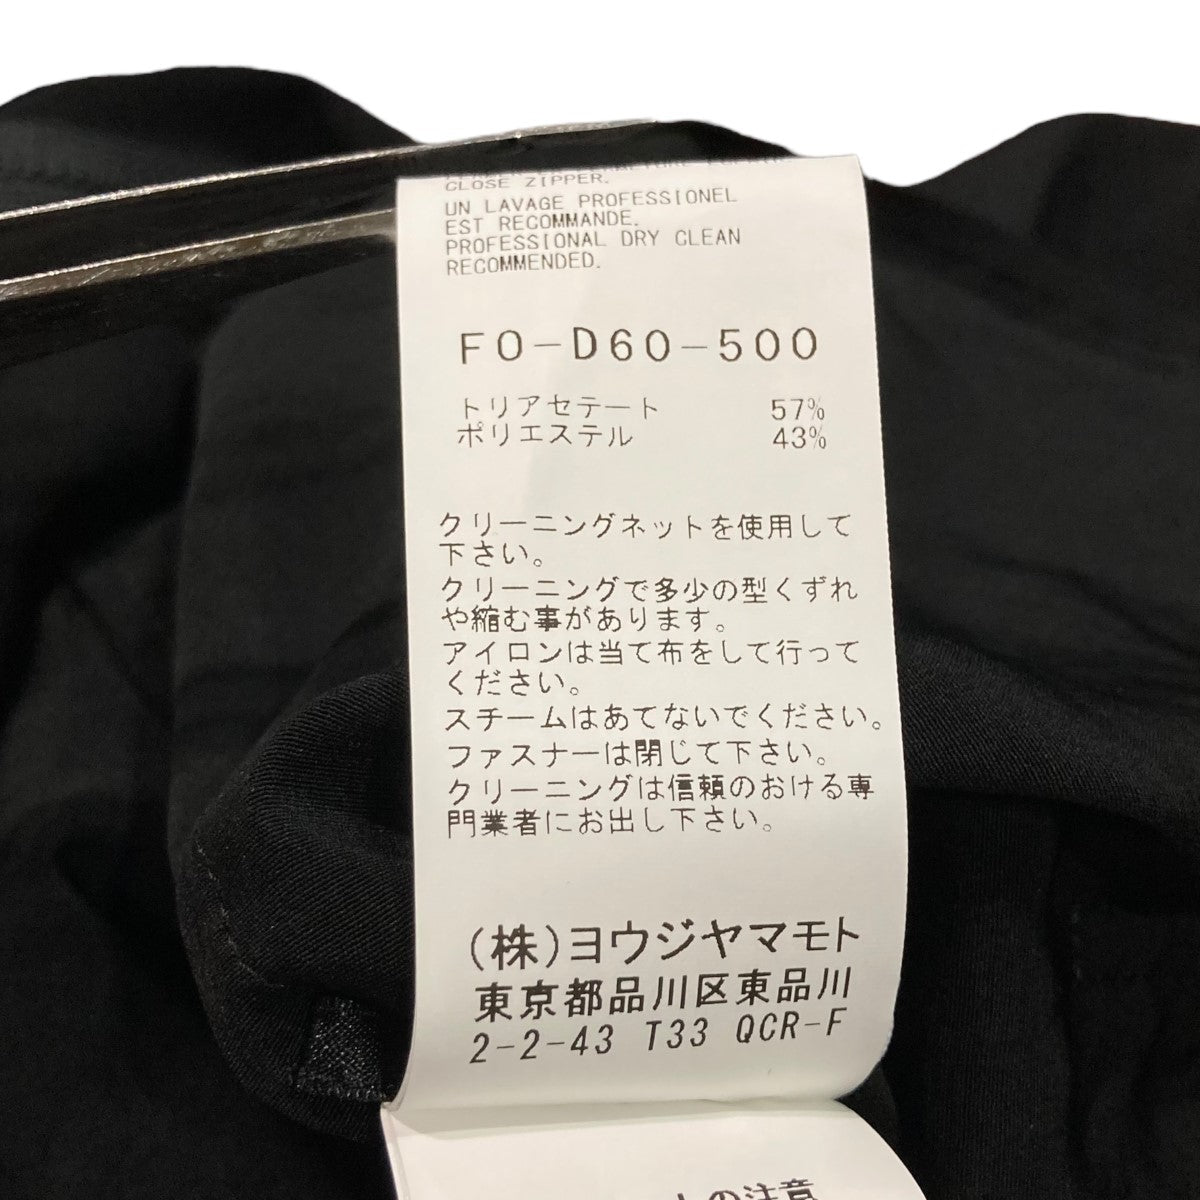 CLOSE ZIPPER.
UN LAVAGE PROFESSIONEL
EST RECOMMANDE.
PROFESSIONAL DRY CLEAN
RECOMMENDED.
FO-D60-500
トリアセテート 57%
ポリエステル 43%
クリーニングネットを使用して
下さい。
クリーニングで多少の型くずれ
や縮む事があります。
アイロンは当て布をして行って
ください。
スチームはあてないでください。
ファスナーは閉じて下さい。
クリーニングは信頼のおける専
門業者にお出し下さい。
(株)ヨウジヤマモト
東京都品川区東品川
2-2-43 T33 QCR-F
の注意